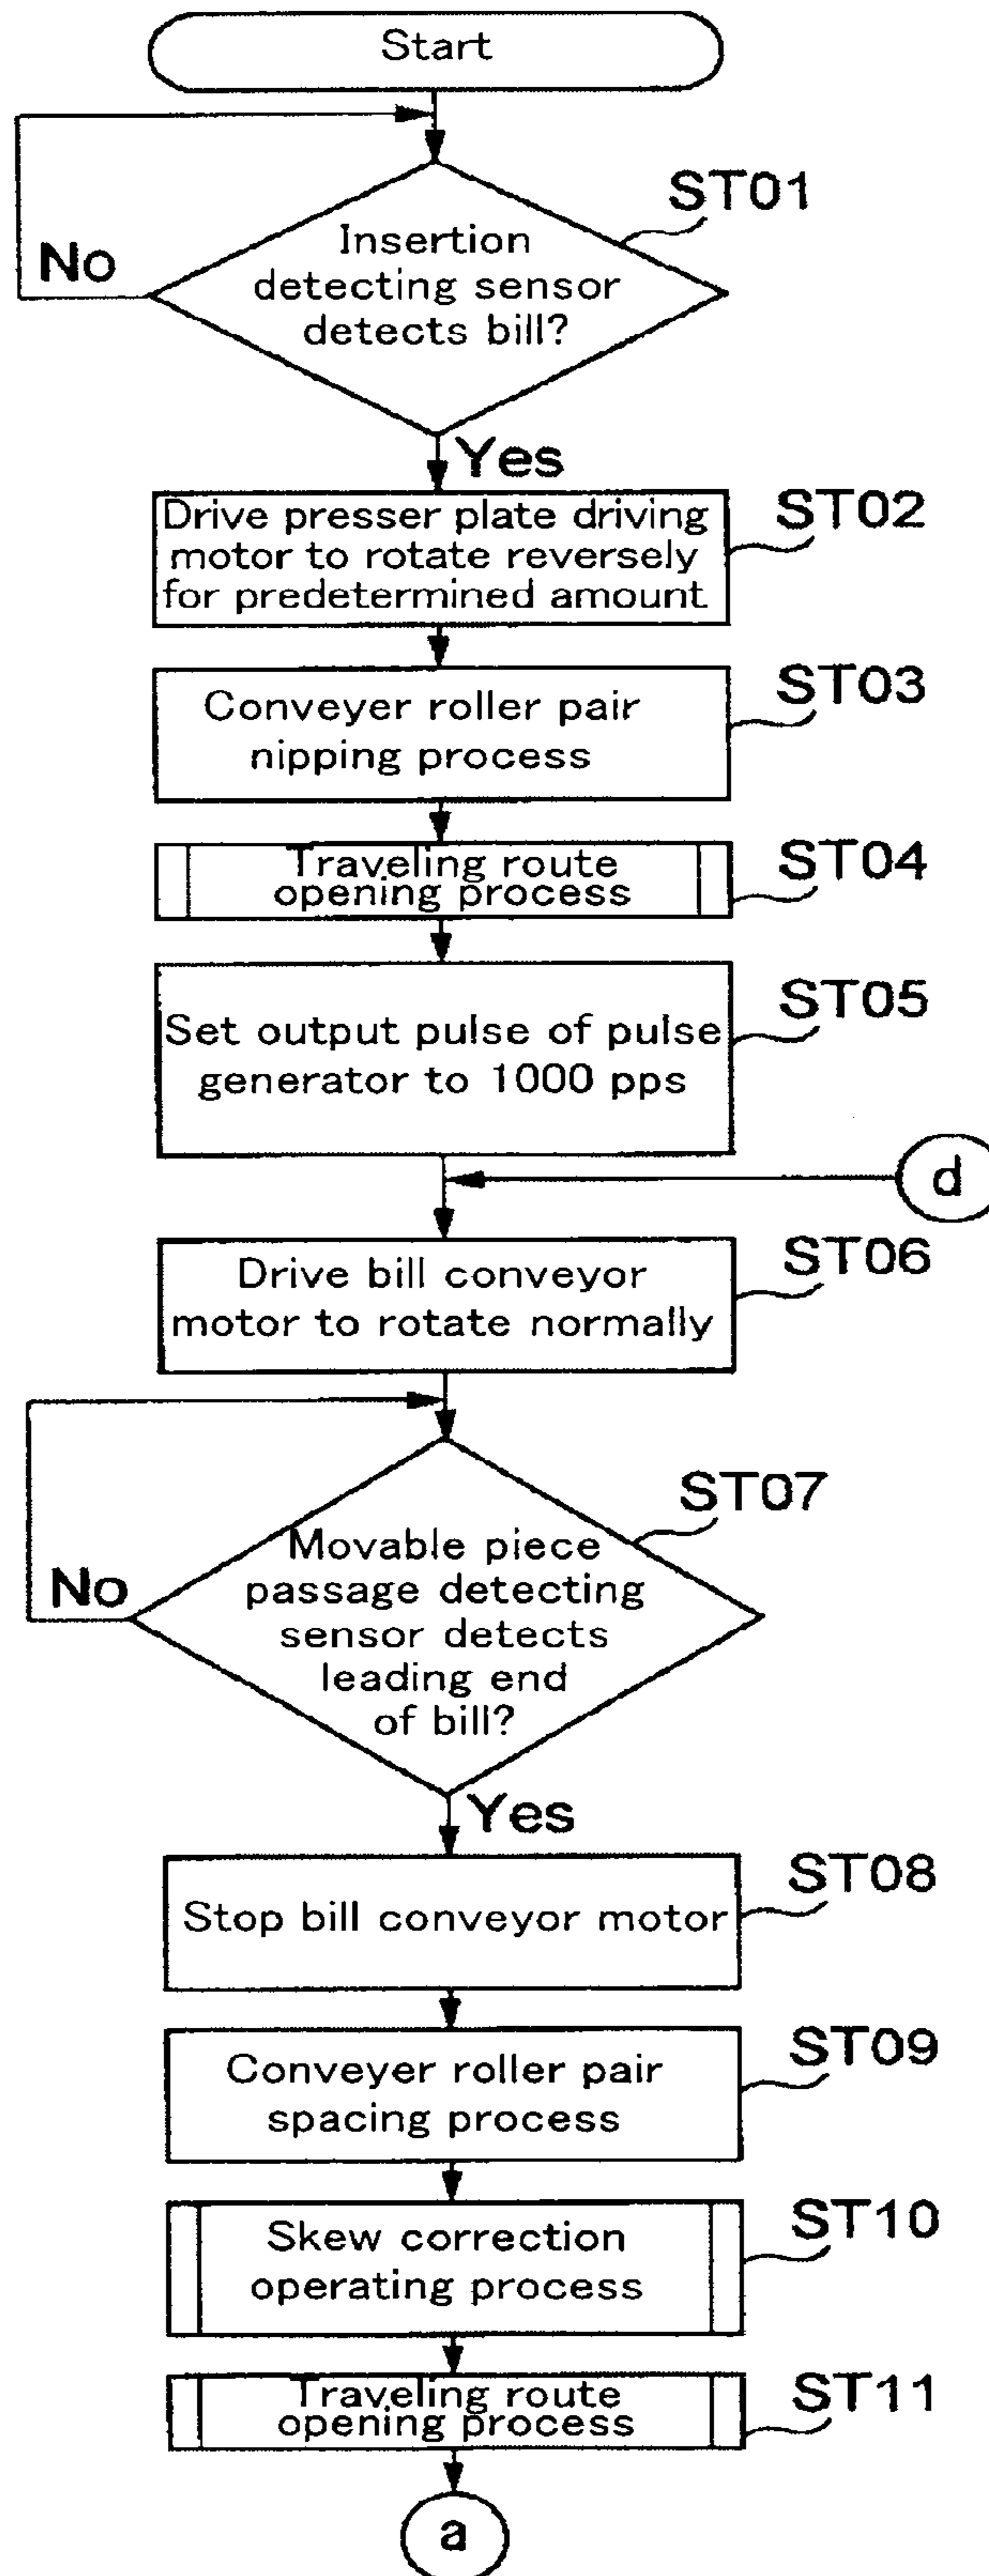 Start
ST01
Insertion
detecting sensor
detects bill?
No
Yes
ST02
Drive presser plate driving
motor to rotate reversely
for predetermined amount
ST03
Conveyer roller pair
nipping process
ST04
Traveling route
opening process
ST05
Set output pulse of pulse
generator to 1000 pps
d
ST06
Drive bill conveyor
motor to rotate normally
ST07
Movable piece
passage detecting
sensor detects
leading end
of bill?
No
Yes
ST08
Stop bill conveyor motor
ST09
Conveyer roller pair
spacing process
ST10
Skew correction
operating process
ST11
Traveling route
opening process
a